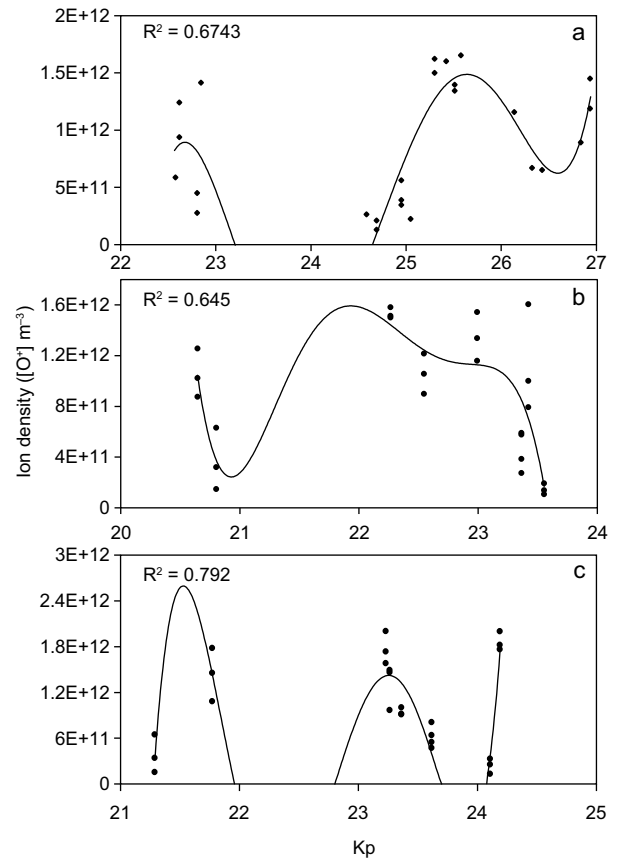 2E+12
R² = 0.6743
a
1.5E+12
1E+12
5E+11
0
22 23 24 25 26 27
R² = 0.645
b
1.6E+12
1.2E+12
8E+11
4E+11
0
20 21 22 23 24
Ion density ([O⁺] m⁻³)
3E+12
R² = 0.792
c
2.4E+12
1.8E+12
1.2E+12
6E+11
0
21 22 23 24 25
Kp